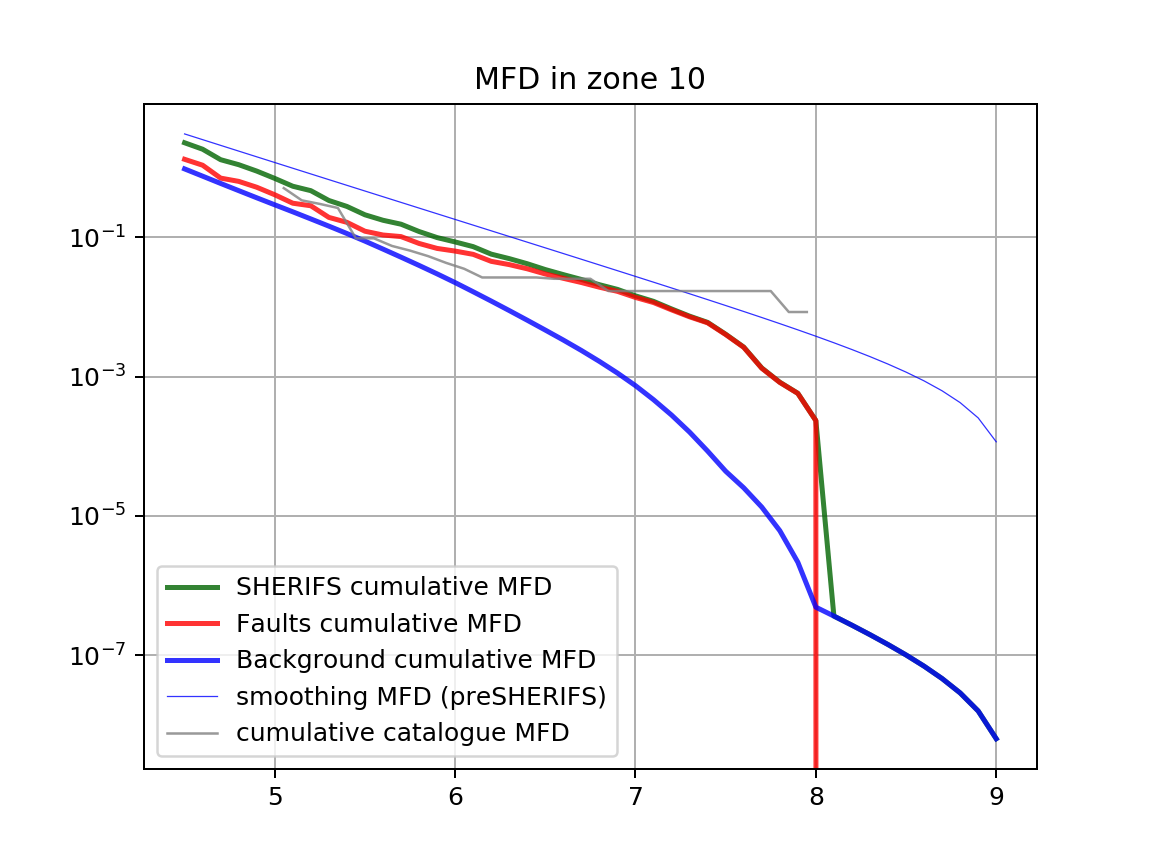 MFD in zone 10
10⁻¹
10⁻³
10⁻⁵
10⁻⁷
SHERIFS cumulative MFD
Faults cumulative MFD
Background cumulative MFD
smoothing MFD (preSHERIFS)
cumulative catalogue MFD
5 6 7 8 9